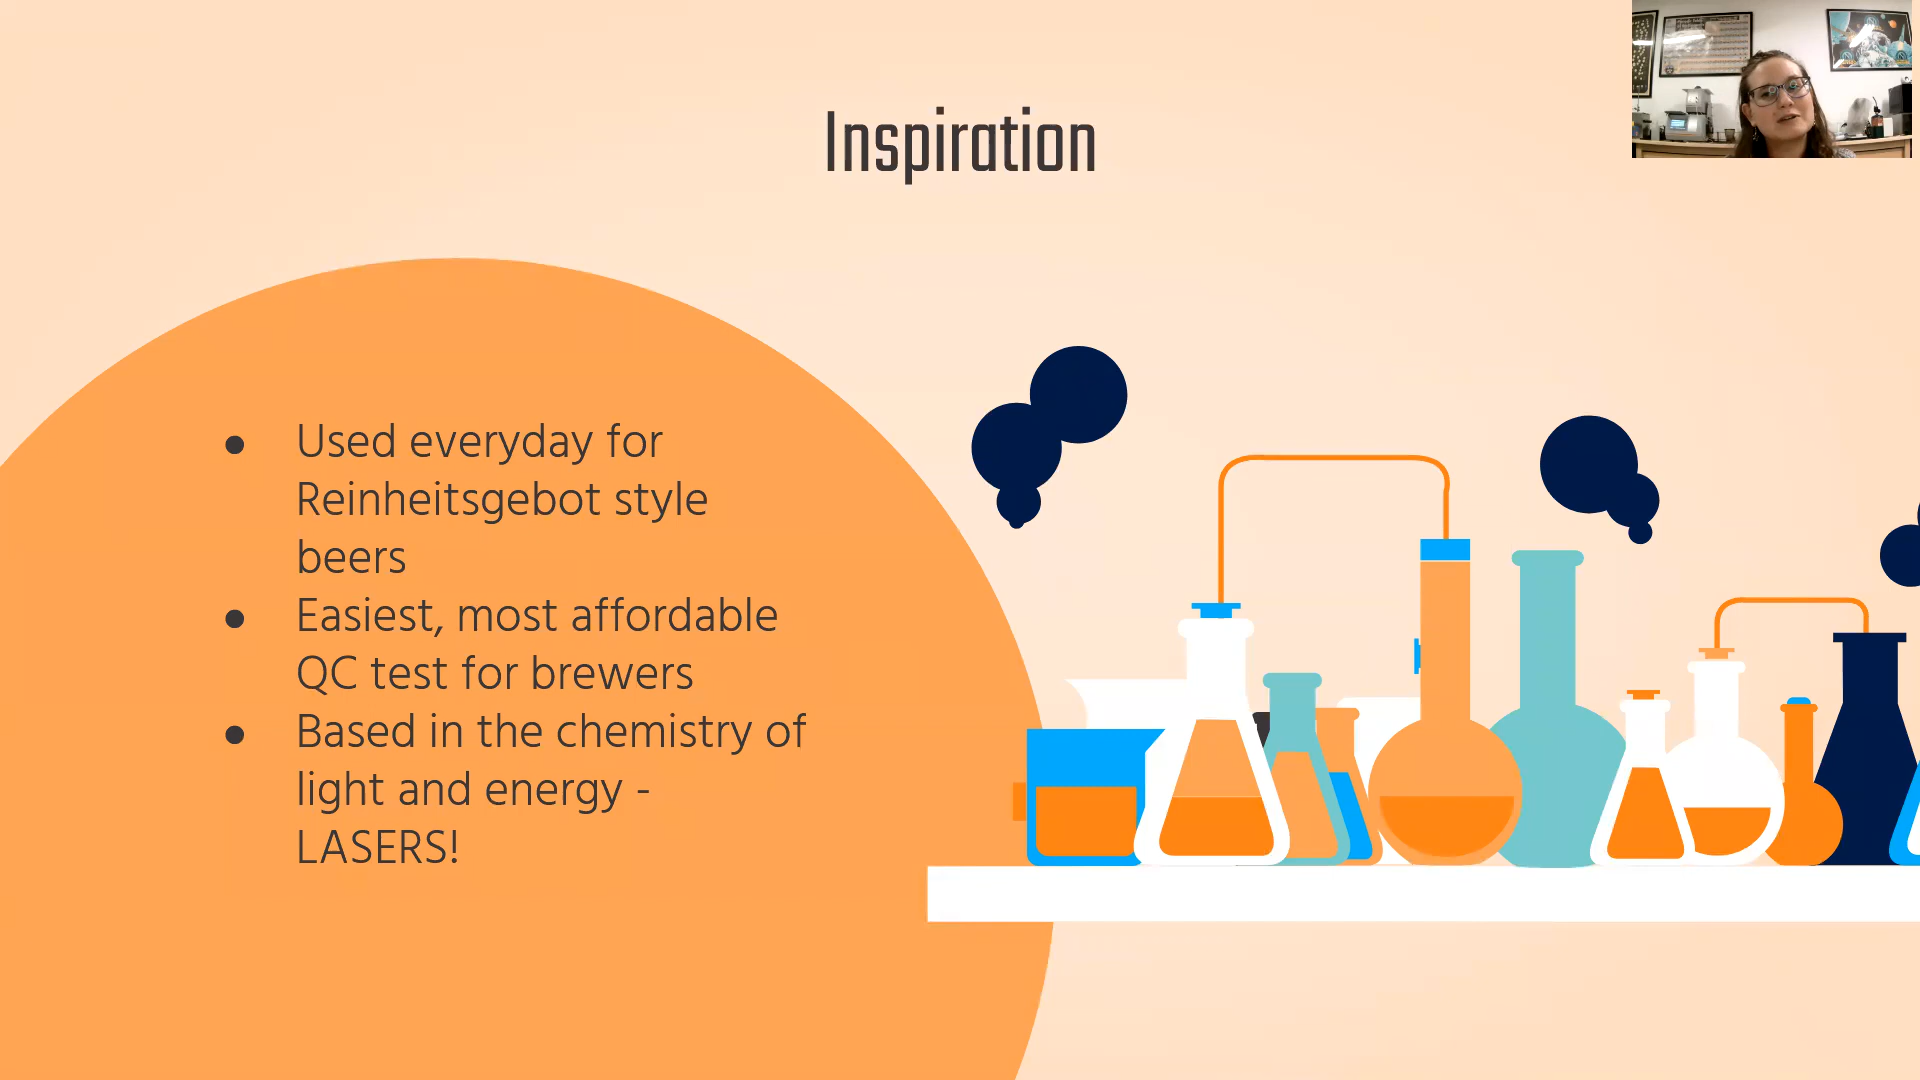 Inspiration
● Used everyday for
Reinheitsgebot style
beers
● Easiest, most affordable
QC test for brewers
● Based in the chemistry of
light and energy -
LASERS!